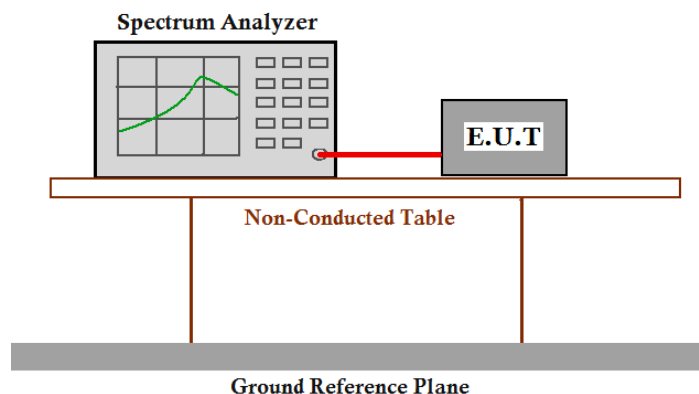 Spectrum Analyzer
E.U.T
Non-Conducted Table
Ground Reference Plane